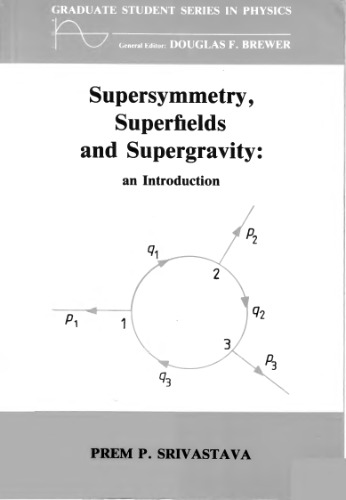 GRADUATE STUDENT SERIES IN PHYSICS
General Editor: DOUGLAS F. BREWER
Supersymmetry,
Superfields
and Supergravity:
an Introduction
q1
p2
2
p1
1
q2
3
p3
q3
PREM P. SRIVASTAVA